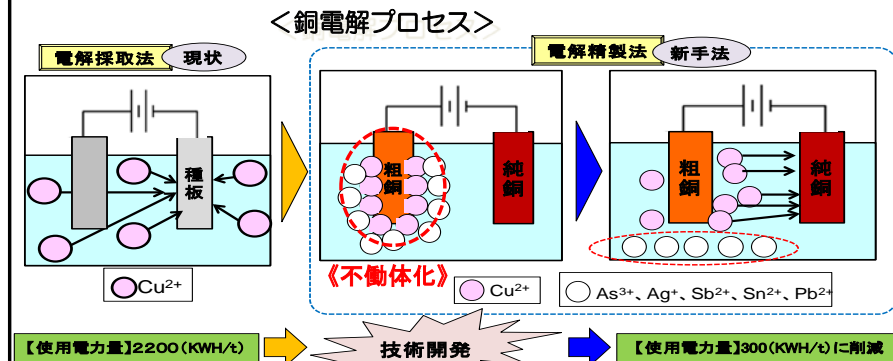 ＜銅電解プロセス＞
電解採取法 現状
電解精製法 新手法
種板
粗銅
純銅
粗銅
純銅
《不働体化》
Cu²⁺
Cu²⁺
As³⁺、Ag⁺、Sb²⁺、Sn²⁺、Pb²⁺
【使用電力量】2200(KWH/t)
技術開発
【使用電力量】300(KWH/t)に削減